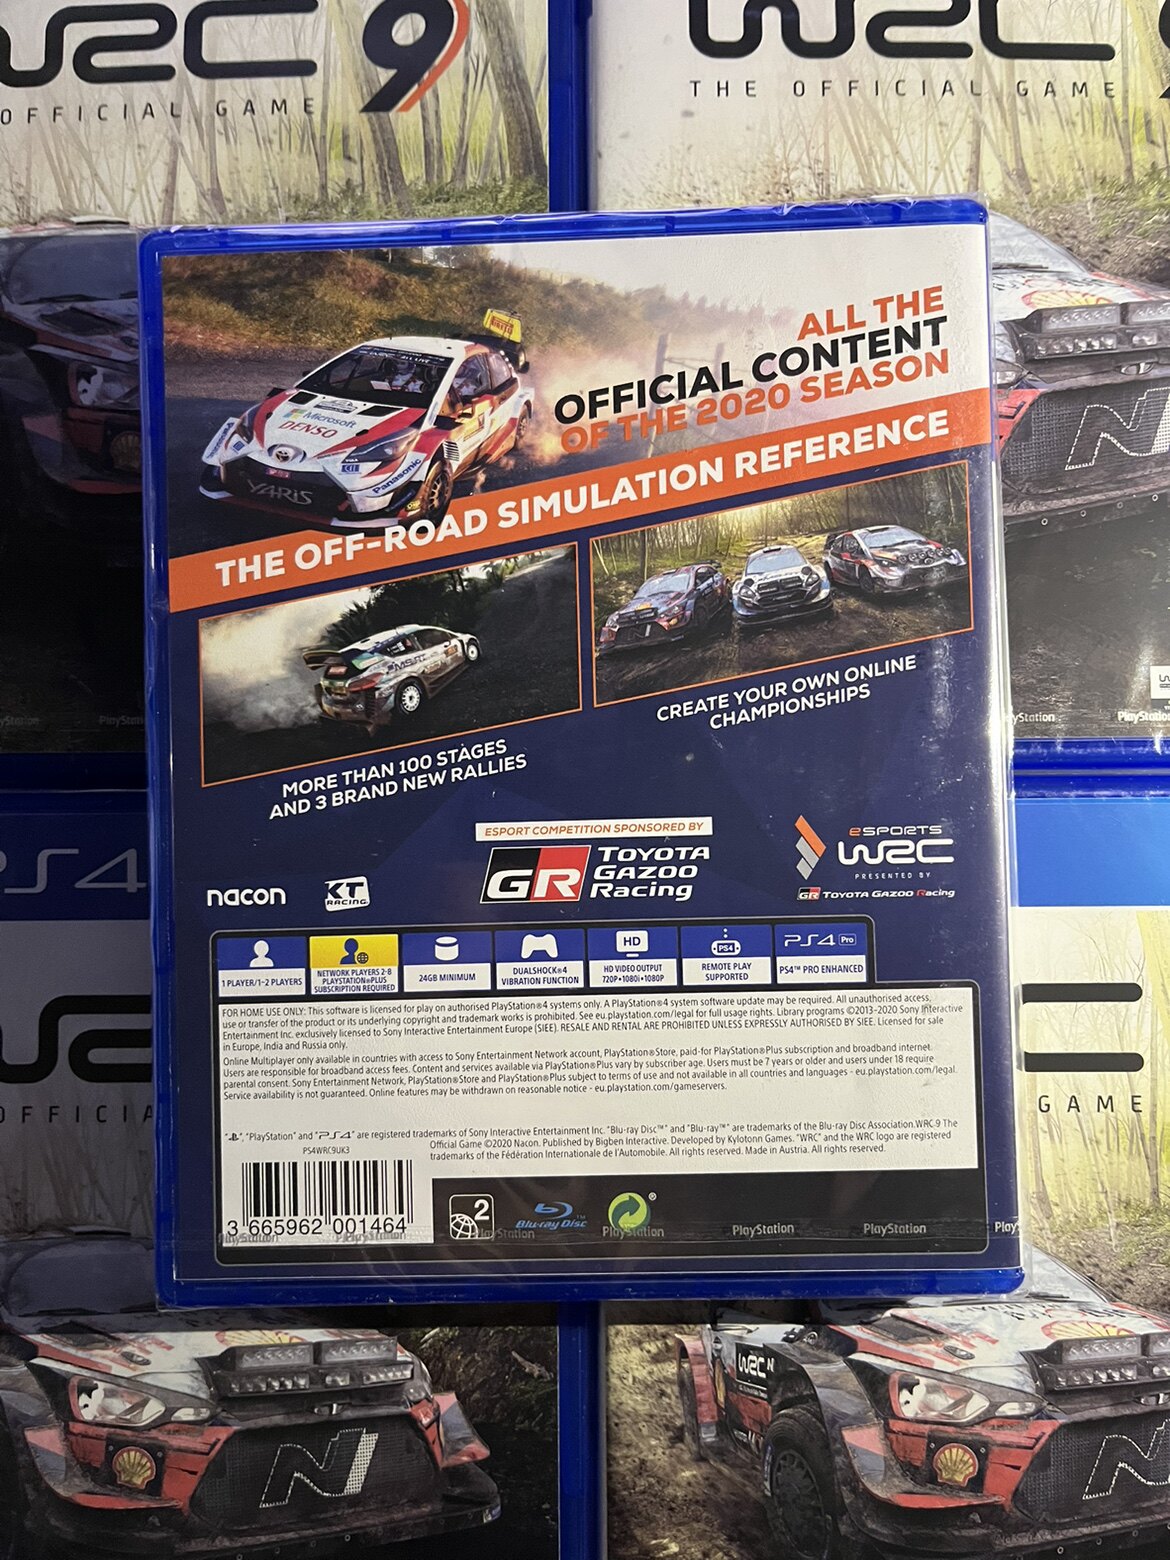 WRC 9
OFFICIAL GAME
WRC
THE OFFICIAL GAME
ALL THE
OFFICIAL CONTENT
OF THE 2020 SEASON
THE OFF-ROAD SIMULATION REFERENCE
PIRELLI
Microsoft
DENSO
Panasonic
YARIS
MORE THAN 100 STAGES
AND 3 BRAND NEW RALLIES
CREATE YOUR OWN ONLINE
CHAMPIONSHIPS
ESPORT COMPETITION SPONSORED BY
GR TOYOTA
GAZOO
Racing
eSPORTS
WRC
PRESENTED BY
GR TOYOTA GAZOO Racing
nacon
KT
RACING
1 PLAYER/1-2 PLAYERS
NETWORK PLAYERS 2-8
PLAYSTATION®PLUS
SUBSCRIPTION REQUIRED
24GB MINIMUM
DUALSHOCK®4
VIBRATION FUNCTION
HD
HD VIDEO OUTPUT
720P•1080i•1080P
PS4
REMOTE PLAY
SUPPORTED
PS4 Pro
PS4™ PRO ENHANCED
FOR HOME USE ONLY: This software is licensed for play on authorised PlayStation®4 systems only. A PlayStation®4 system software update may be required. All unauthorised access,
use or transfer of the product or its underlying copyright and trademark works is prohibited. See eu.playstation.com/legal for full usage rights. Library programs ©2013-2020 Sony Interactive
Entertainment Inc. exclusively licensed to Sony Interactive Entertainment Europe (SIEE). RESALE AND RENTAL ARE PROHIBITED UNLESS EXPRESSLY AUTHORISED BY SIEE. Licensed for sale
in Europe, India and Russia only.
Online Multiplayer only available in countries with access to Sony Entertainment Network account, PlayStation®Store, paid-for PlayStation®Plus subscription and broadband internet.
Users are responsible for broadband access fees. Content and services available via PlayStation®Plus vary by subscriber age. Users must be 7 years or older and users under 18 require
parental consent. Sony Entertainment Network, PlayStation®Store and PlayStation®Plus subject to terms of use and not available in all countries and languages - eu.playstation.com/legal.
Service availability is not guaranteed. Online features may be withdrawn on reasonable notice - eu.playstation.com/gameservers.
"PlayStation" and "PS4" are registered trademarks of Sony Interactive Entertainment Inc. "Blu-ray Disc™" and "Blu-ray™" are trademarks of the Blu-ray Disc Association.WRC 9 The
Official Game ©2020 Nacon. Published by Bigben Interactive. Developed by Kylotonn Games. "WRC" and the WRC logo are registered
trademarks of the Fédération Internationale de l'Automobile. All rights reserved. Made in Austria. All rights reserved.
PS4WRC9UK3
3 665962 001464
2
Blu-ray Disc™
®
PlayStation PlayStation PlayStation PlayStation PlayStation PlayStation
PS4
GAME
WRC
N
N